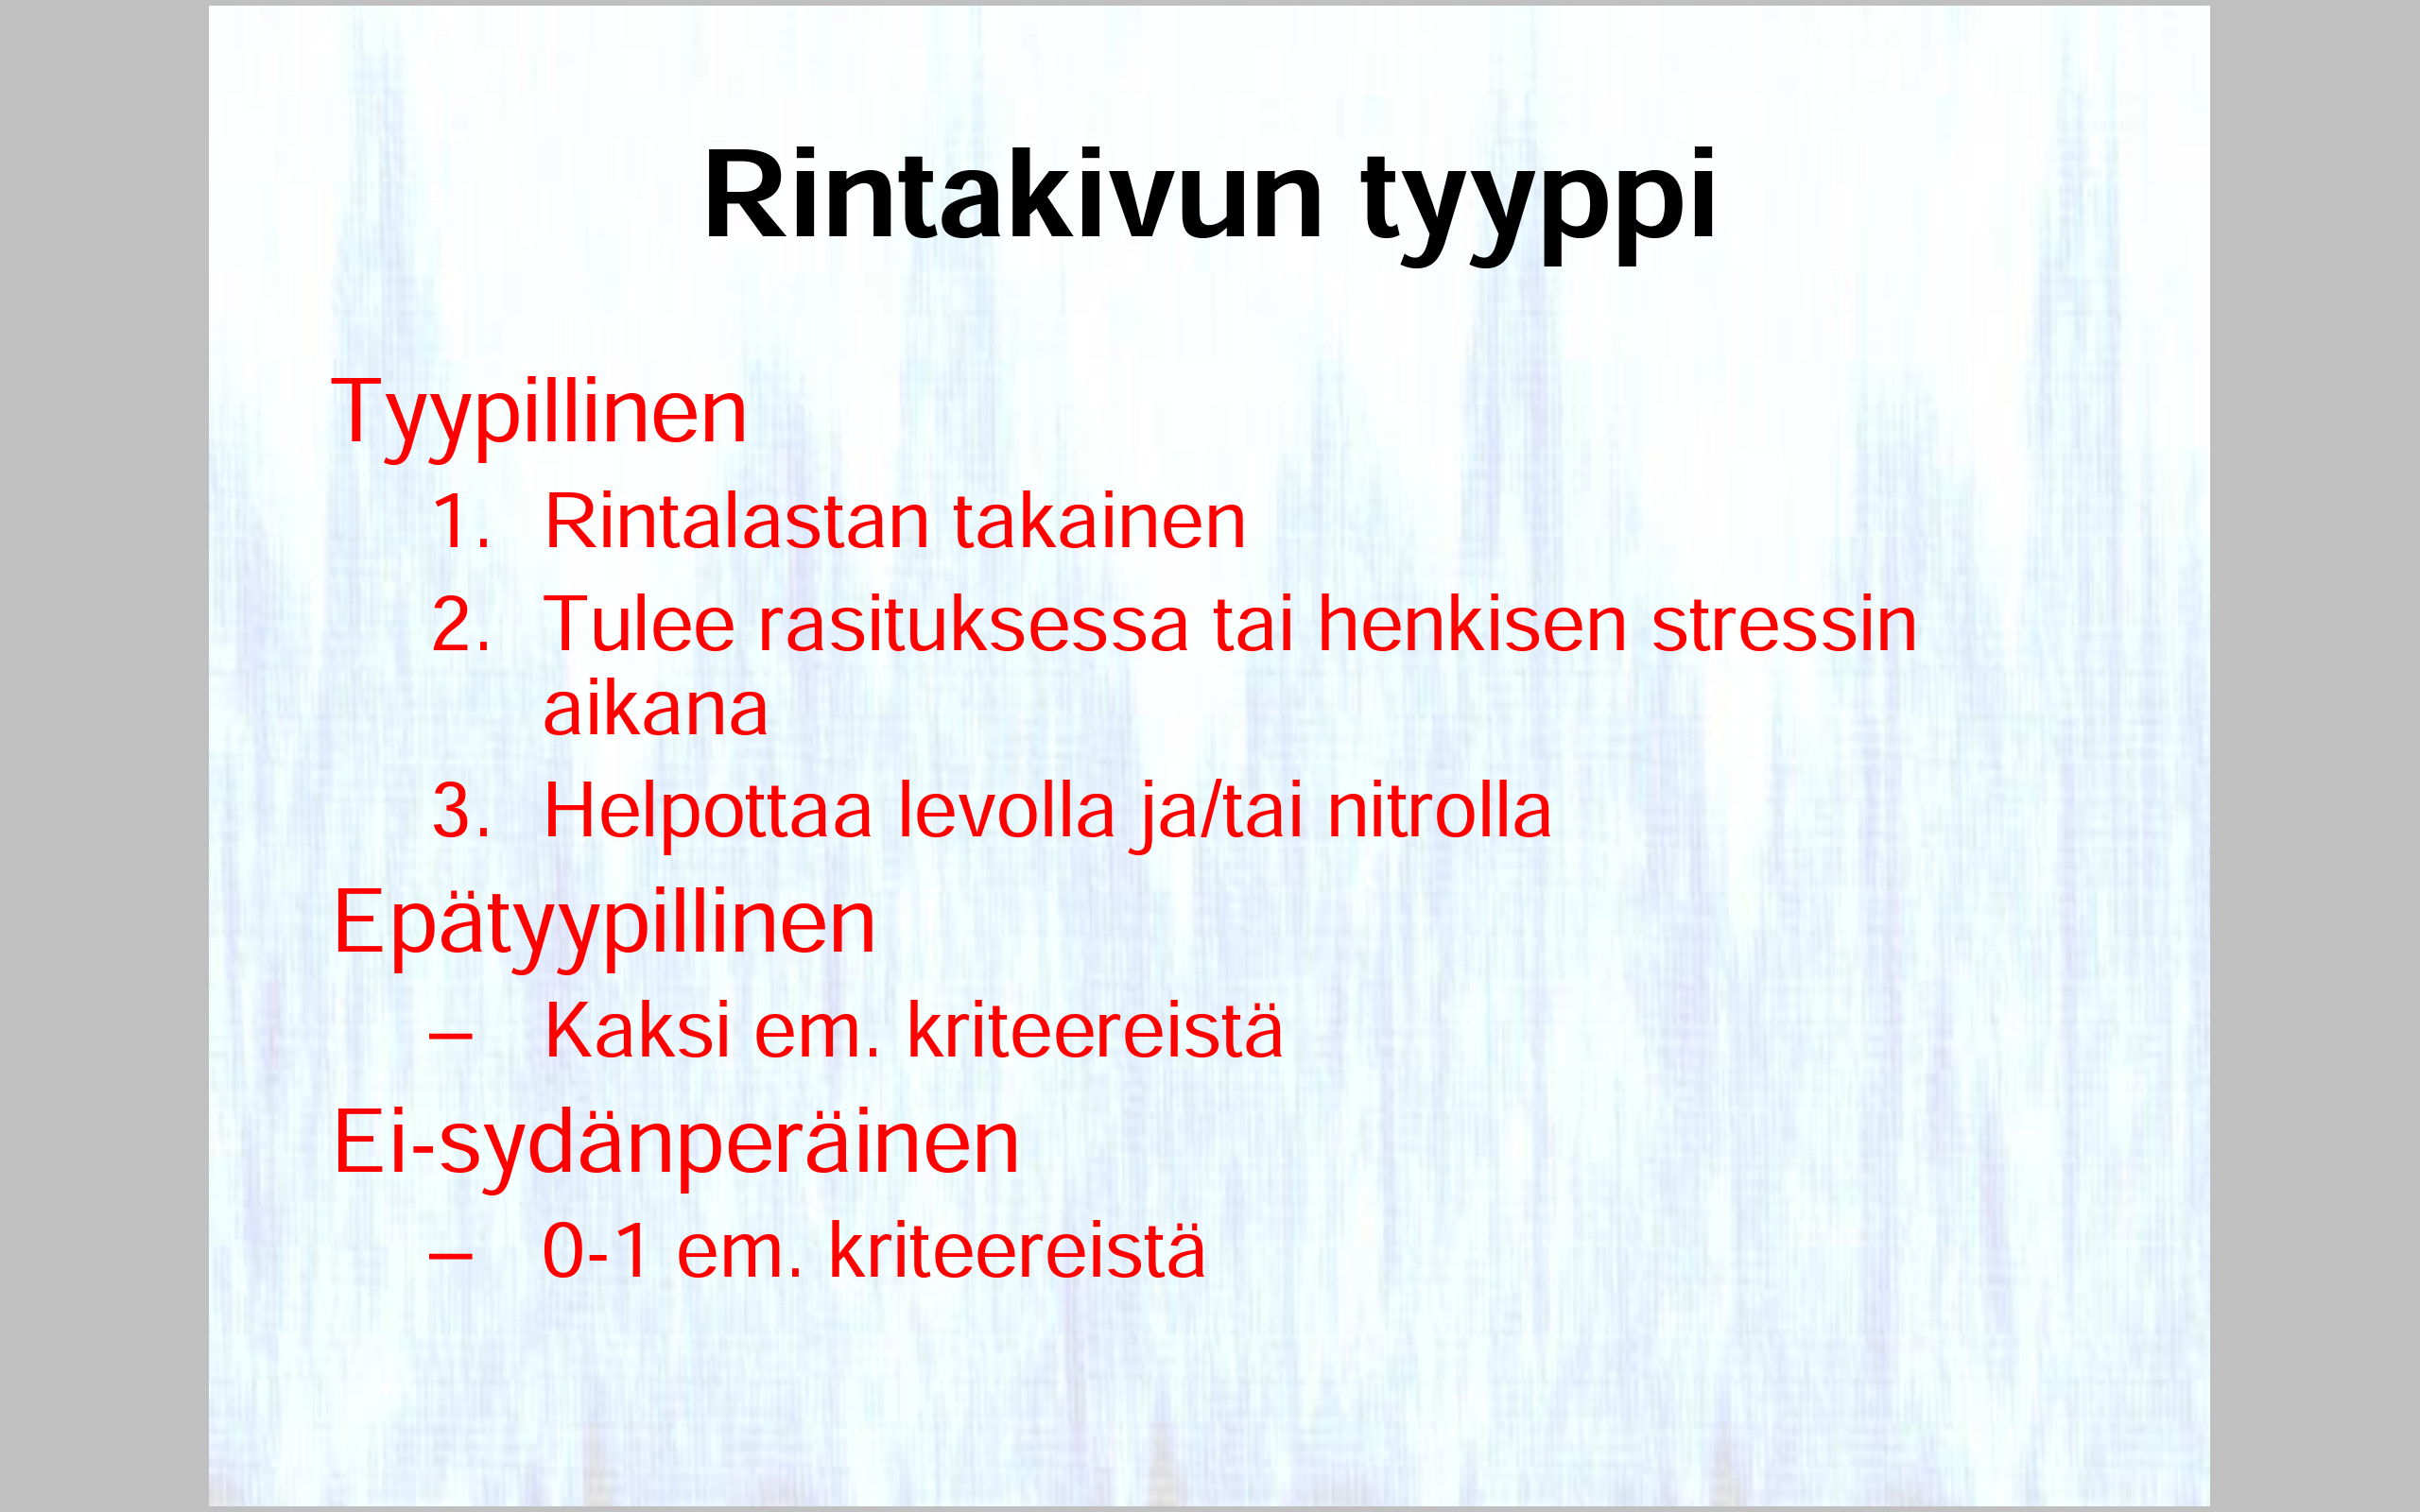 Rintakivun tyyppi
Tyypillinen
1. Rintalastan takainen
2. Tulee rasituksessa tai henkisen stressin
aikana
3. Helpottaa levolla ja/tai nitrolla
Epätyypillinen
– Kaksi em. kriteereistä
Ei-sydänperäinen
– 0-1 em. kriteereistä